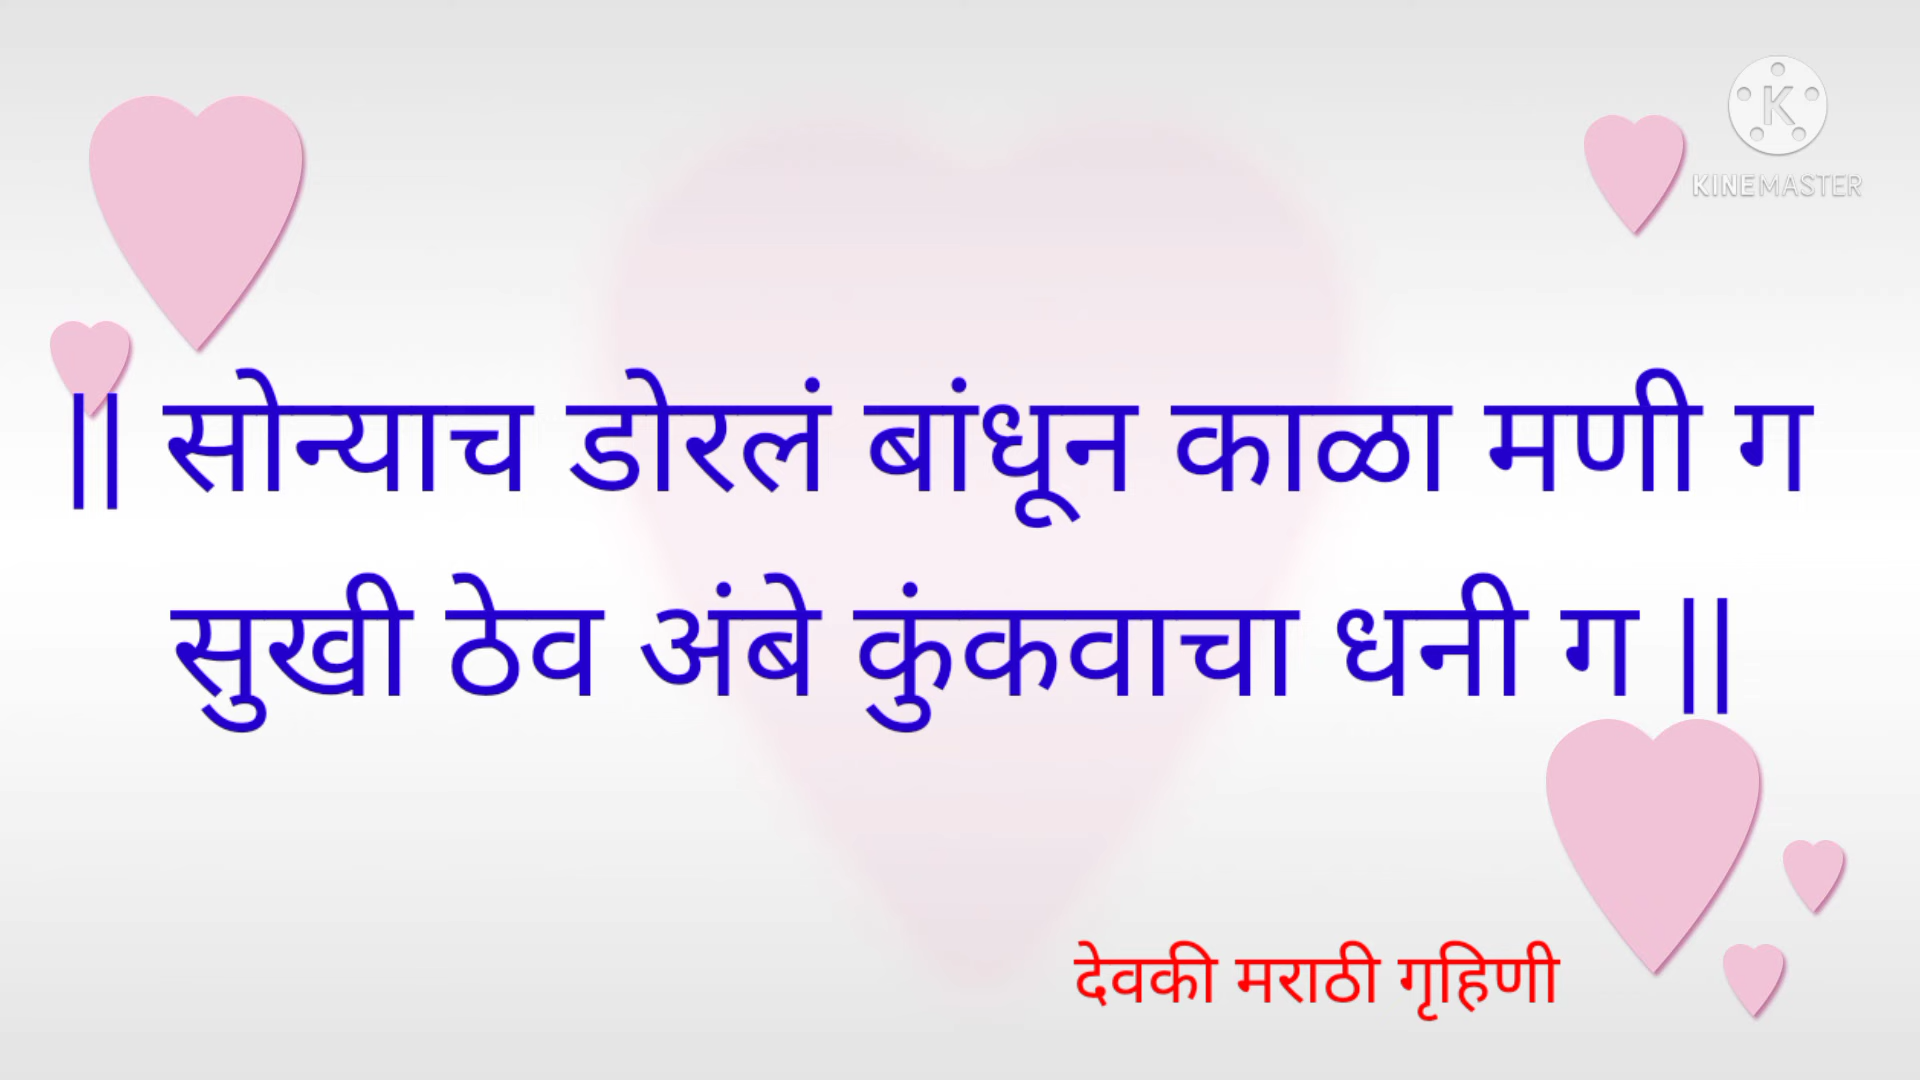 KINEMASTER
|| सोन्याच डोरलं बांधून काळा मणी ग
सुखी ठेव अंबे कुंकवाचा धनी ग ||
देवकी मराठी गृहिणी